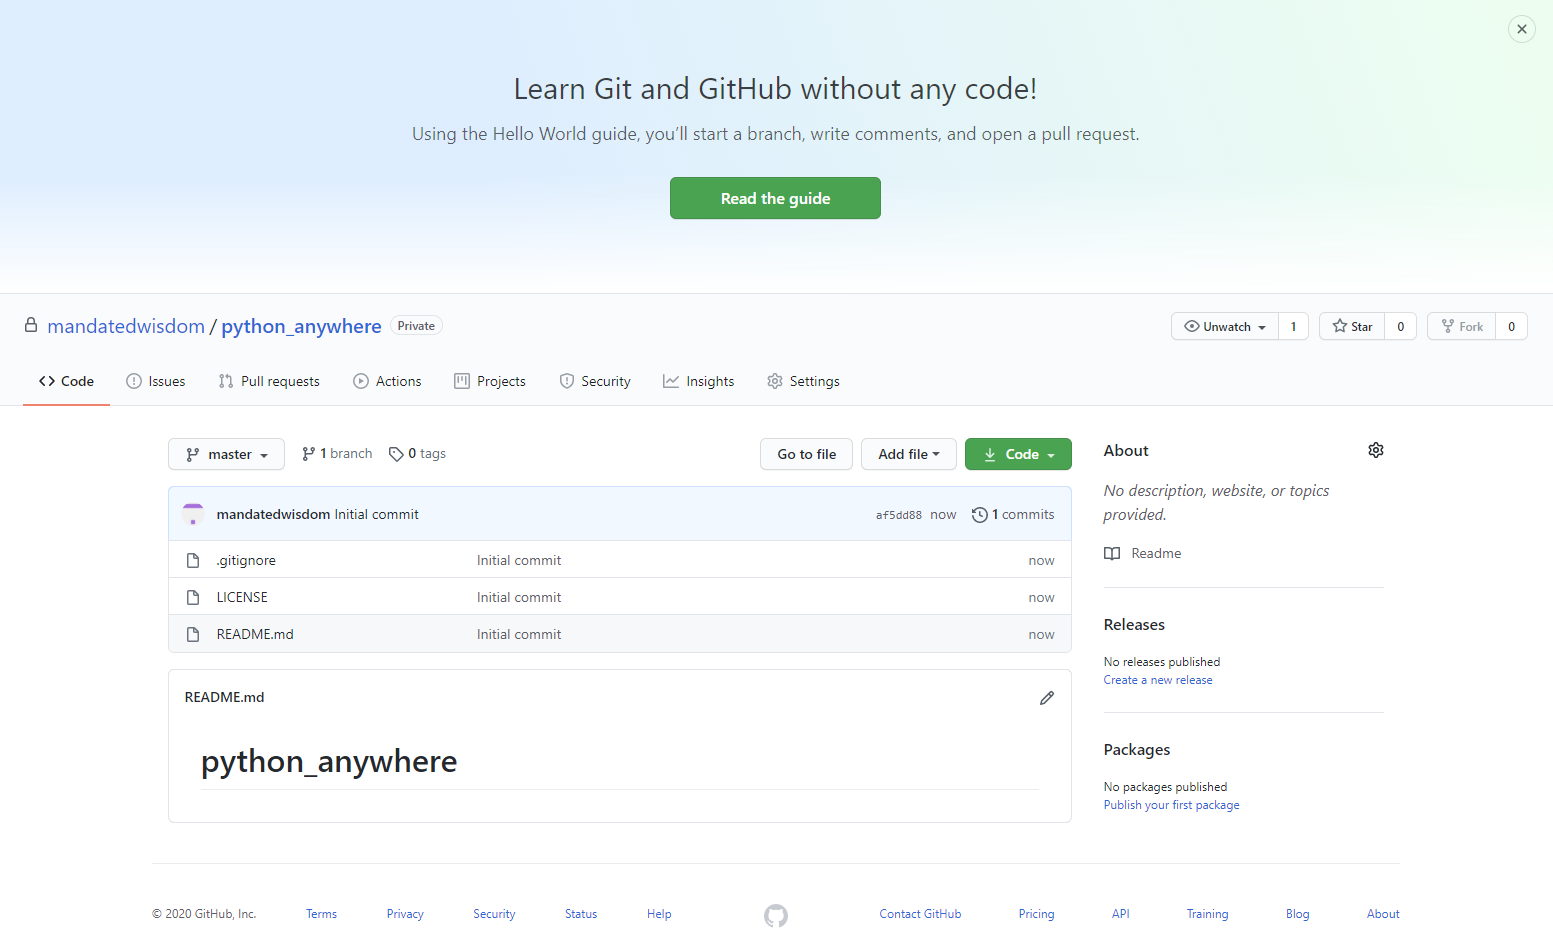 Learn Git and GitHub without any code!
Using the Hello World guide, you’ll start a branch, write comments, and open a pull request.
Read the guide
mandatedwisdom / python_anywhere Private
Unwatch 1 Star 0 Fork 0
Code Issues Pull requests Actions Projects Security Insights Settings
master 1 branch 0 tags Go to file Add file Code
mandatedwisdom Initial commit af5dd88 now 1 commits
.gitignore Initial commit now
LICENSE Initial commit now
README.md Initial commit now
README.md
python_anywhere
About
No description, website, or topics
provided.
Readme
Releases
No releases published
Create a new release
Packages
No packages published
Publish your first package
© 2020 GitHub, Inc. Terms Privacy Security Status Help Contact GitHub Pricing API Training Blog About